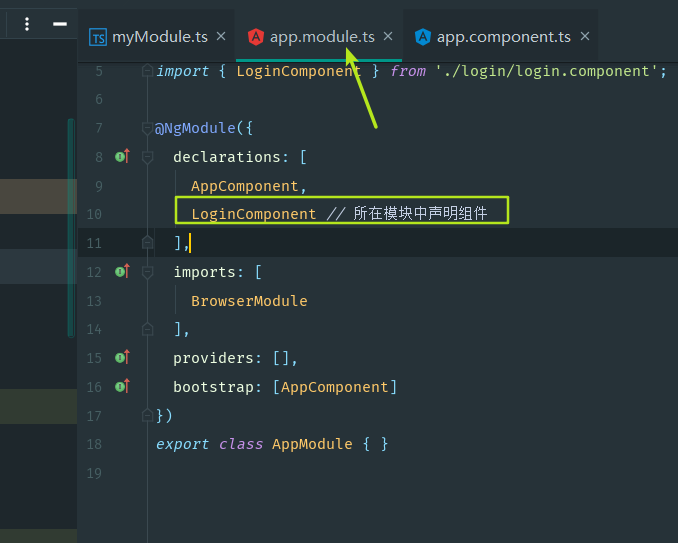 TS myModule.ts × app.module.ts × app.component.ts ×
5 import { LoginComponent } from './login/login.component';
6
7 @NgModule({
8 declarations: [
9 AppComponent,
10 LoginComponent // 所在模块中声明组件
11 ],
12 imports: [
13 BrowserModule
14 ],
15 providers: [],
16 bootstrap: [AppComponent]
17 })
18 export class AppModule { }
19